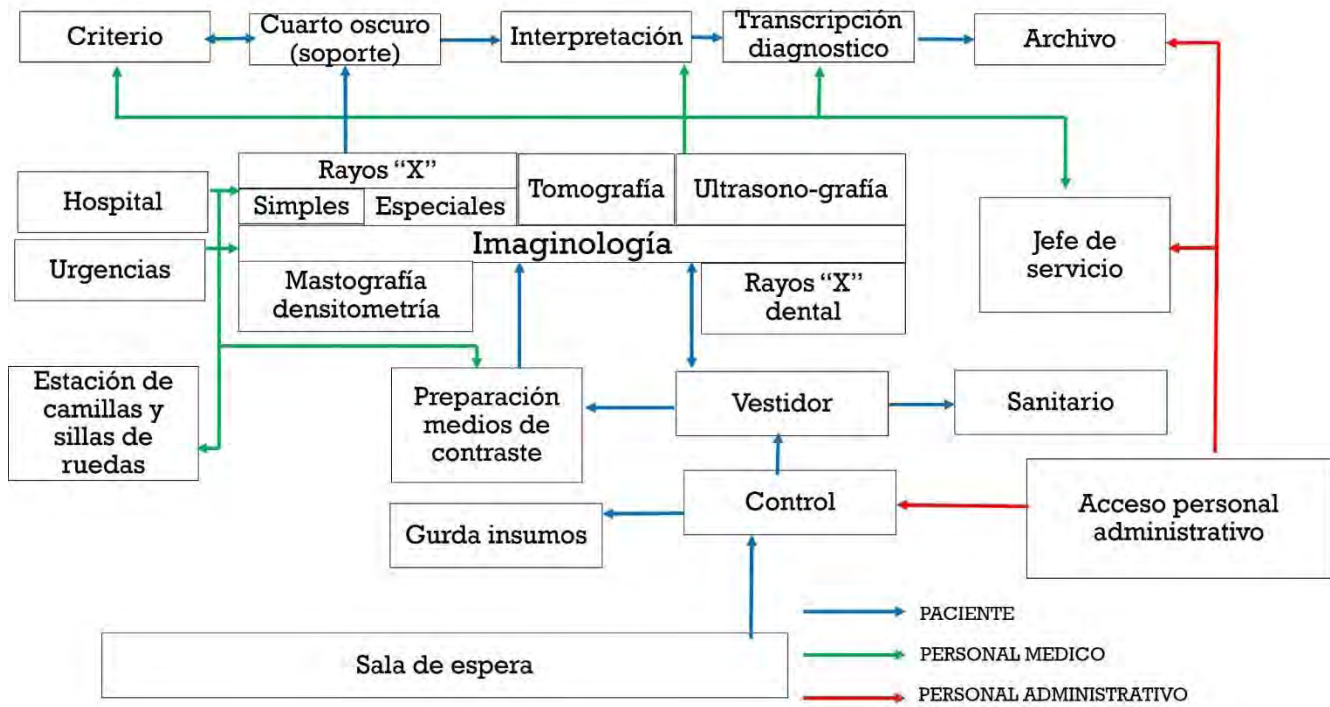 Criterio
Cuarto oscuro
(soporte)
Interpretación
Transcripción
diagnostico
Archivo
Rayos “X”
Simples
Especiales
Tomografía
Ultrasono-grafía
Hospital
Imaginología
Urgencias
Mastografía
densitometría
Rayos “X”
dental
Jefe de
servicio
Estación de
camillas y
sillas de
ruedas
Preparación
medios de
contraste
Vestidor
Sanitario
Control
Gurda insumos
Acceso personal
administrativo
Sala de espera
PACIENTE
PERSONAL MEDICO
PERSONAL ADMINISTRATIVO